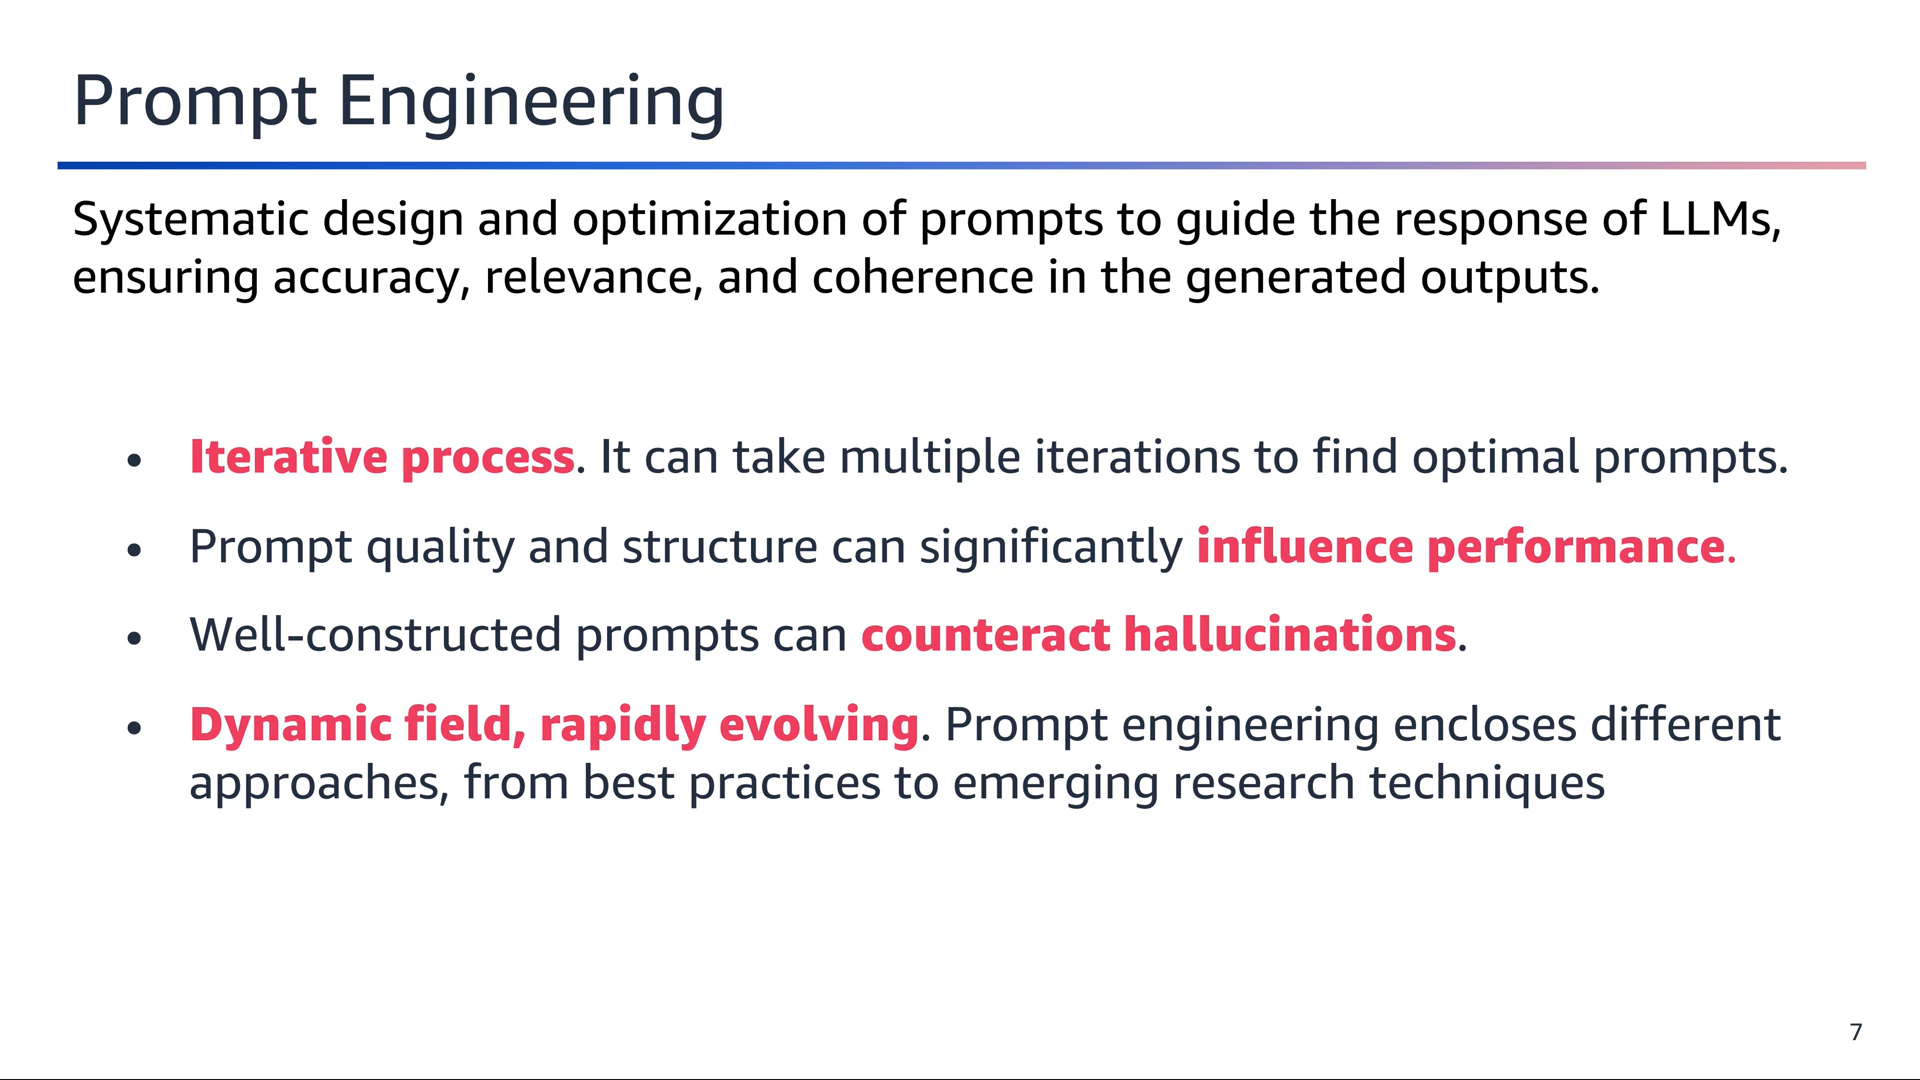 Prompt Engineering
Systematic design and optimization of prompts to guide the response of LLMs,
ensuring accuracy, relevance, and coherence in the generated outputs.
• Iterative process. It can take multiple iterations to find optimal prompts.
• Prompt quality and structure can significantly influence performance.
• Well-constructed prompts can counteract hallucinations.
• Dynamic field, rapidly evolving. Prompt engineering encloses different
approaches, from best practices to emerging research techniques
7